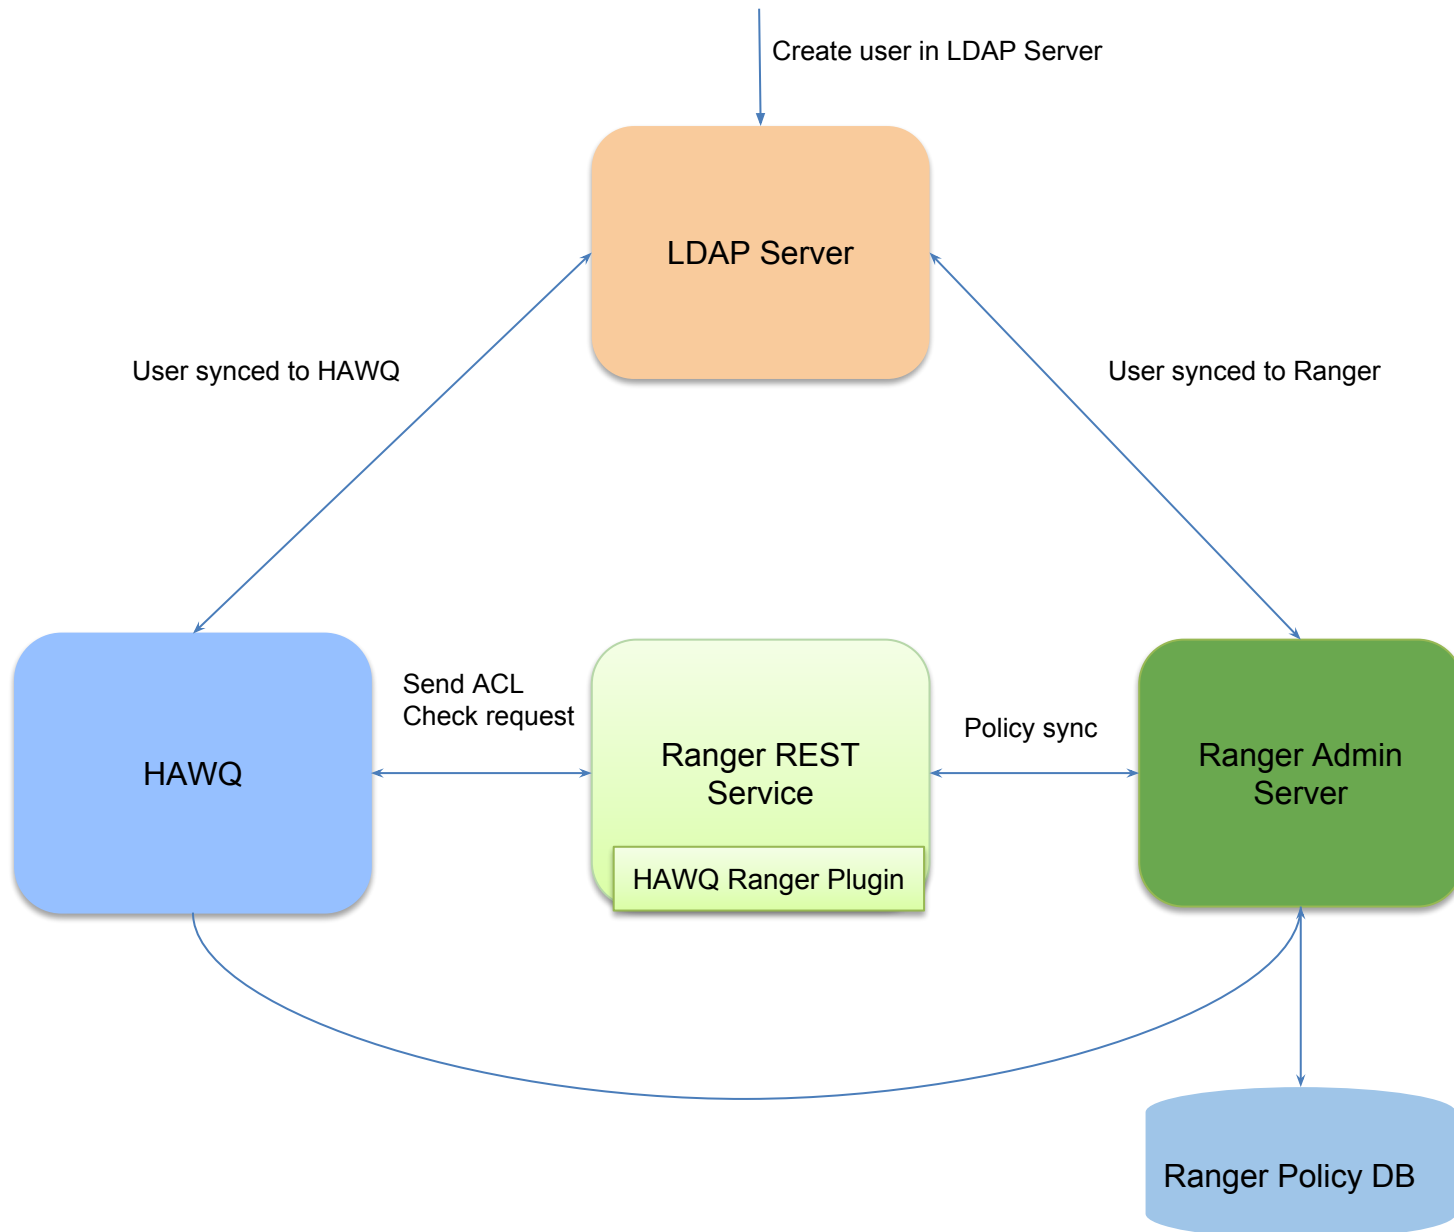 Create user in LDAP Server
LDAP Server
User synced to HAWQ
User synced to Ranger
Send ACL
Check request
Policy sync
HAWQ
Ranger REST
Service
Ranger Admin
Server
HAWQ Ranger Plugin
Ranger Policy DB